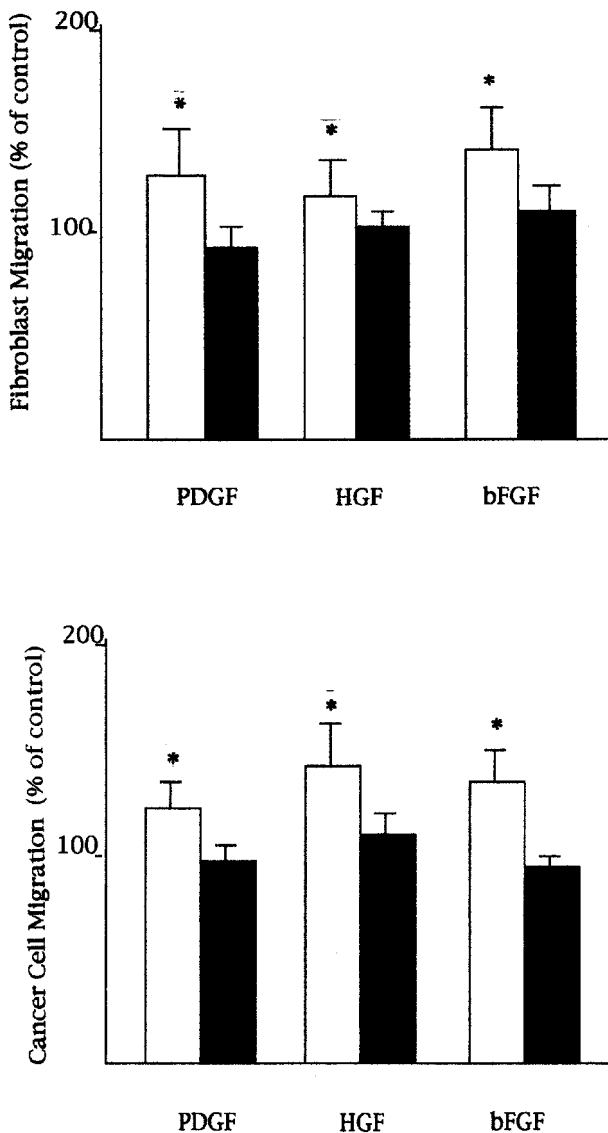 200
*
*
*
100
Fibroblast Migration (% of control)
PDGF HGF bFGF
200
*
*
*
100
Cancer Cell Migration (% of control)
PDGF HGF bFGF